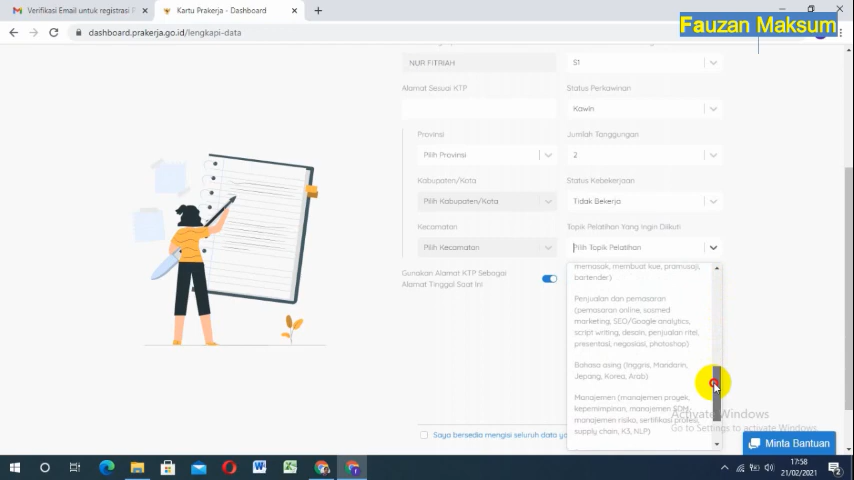 Verifikasi Email untuk registrasi P
Kartu Prakerja - Dashboard
Fauzan Maksum
dashboard.prakerja.go.id/lengkapi-data
NUR FITRIAH
S1
Alamat Sesuai KTP
Status Perkawinan
Kawin
Provinsi
Jumlah Tanggungan
Pilih Provinsi
2
Kabupaten/Kota
Status Kebekerjaan
Pilih Kabupaten/Kota
Tidak Bekerja
Kecamatan
Topik Pelatihan Yang Ingin Diikuti
Pilih Kecamatan
Pilih Topik Pelatihan
Gunakan Alamat KTP Sebagai
Alamat Tinggal Saat Ini
memasak, membuat kue, pramusaji,
bartender)
Penjualan dan pemasaran
(pemasaran online, sosmed
marketing, SEO/Google analytics,
script writing, desain, penjualan ritel,
presentasi, negosiasi, photoshop)
Bahasa asing (Inggris, Mandarin,
Jepang, Korea, Arab)
Manajemen (manajemen proyek,
kepemimpinan, manajemen SDM,
manajemen risiko, sertifikasi profesi,
supply chain, K3, NLP)
Activate Windows
Go to Settings to activate Windows.
Saya bersedia mengisi seluruh data
Minta Bantuan
17:58
21/02/2021
2